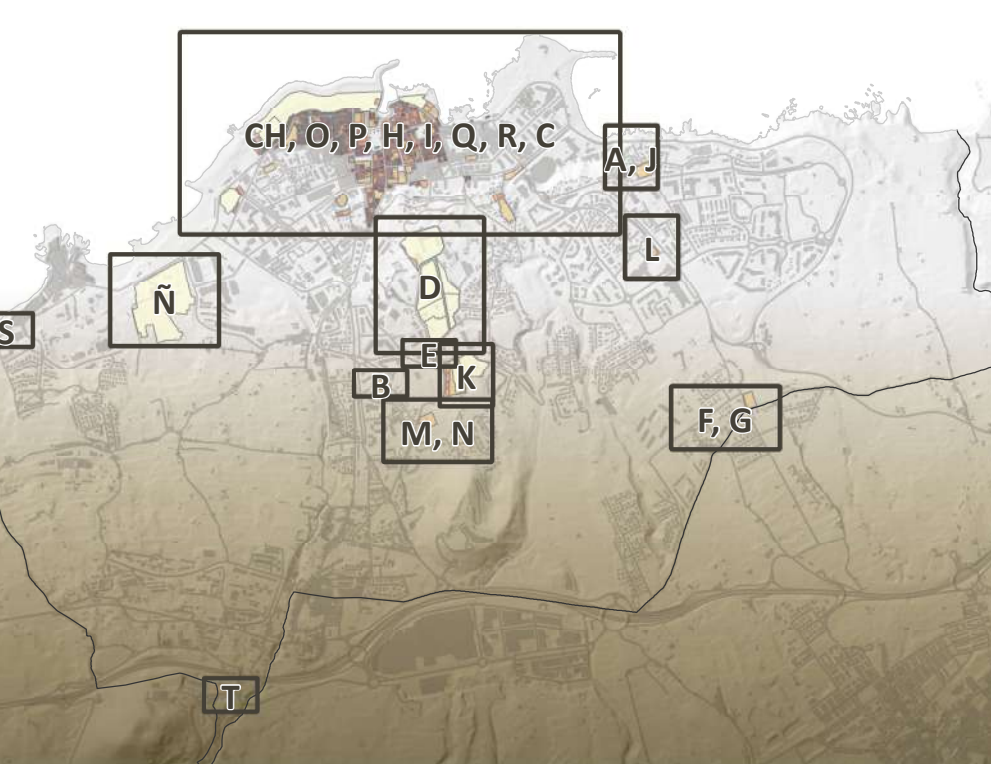 CH, O, P, H, I, Q, R, C
A, J
L
D
Ñ
S
E
K
B
F, G
M, N
T